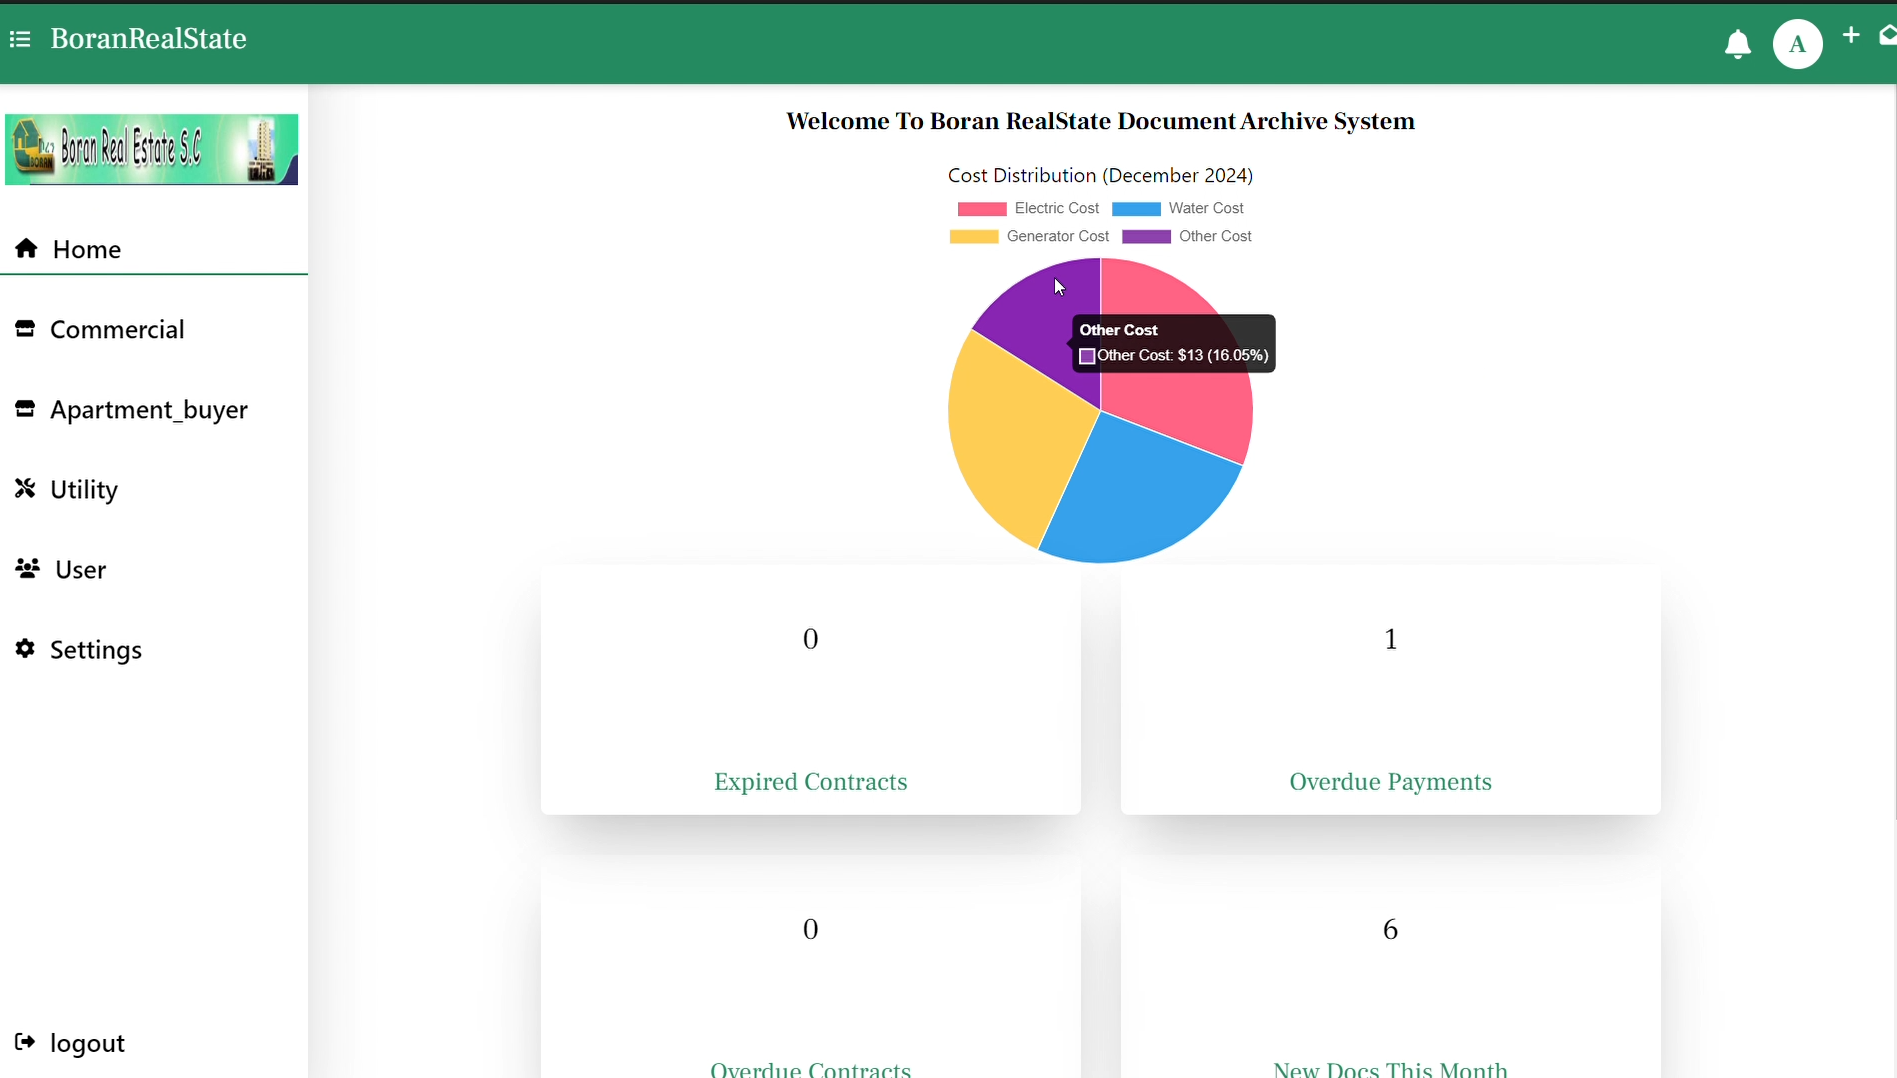 BoranRealState
A
Boran Real Estate S.C
BORAN
Home
Commercial
Apartment_buyer
Utility
User
Settings
logout
Welcome To Boran RealState Document Archive System
Cost Distribution (December 2024)
Electric Cost Water Cost
Generator Cost Other Cost
Other Cost
Other Cost: $13 (16.05%)
0
Expired Contracts
1
Overdue Payments
0
Overdue Contracts
6
New Docs This Month